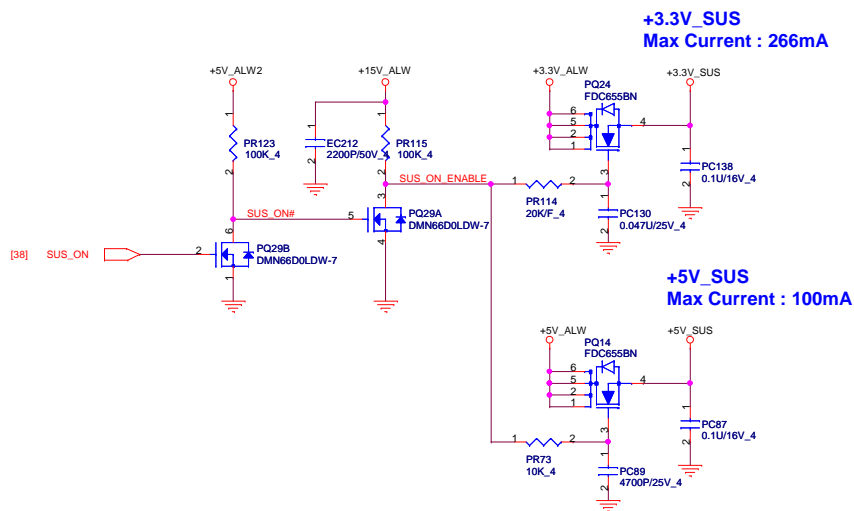 +3.3V_SUS
Max Current : 266mA
+5V_ALW2
+15V_ALW
+3.3V_ALW
PQ24
FDC655BN
+3.3V_SUS
6
5
2
1
4
3
1
PR123
100K_4
2
1
EC212
2200P/50V_4
2
1
PR115
100K_4
2
SUS_ON_ENABLE
1
2
PR114
20K/F_4
1
PC138
0.1U/16V_4
2
1
PC130
0.047U/25V_4
2
SUS_ON#
3
5
PQ29A
DMN66D0LDW-7
4
6
[38]
SUS_ON
2
PQ29B
DMN66D0LDW-7
1
+5V_SUS
Max Current : 100mA
+5V_ALW
PQ14
FDC655BN
+5V_SUS
6
5
2
1
4
3
1
PC87
0.1U/16V_4
2
1
2
PR73
10K_4
1
PC89
4700P/25V_4
2